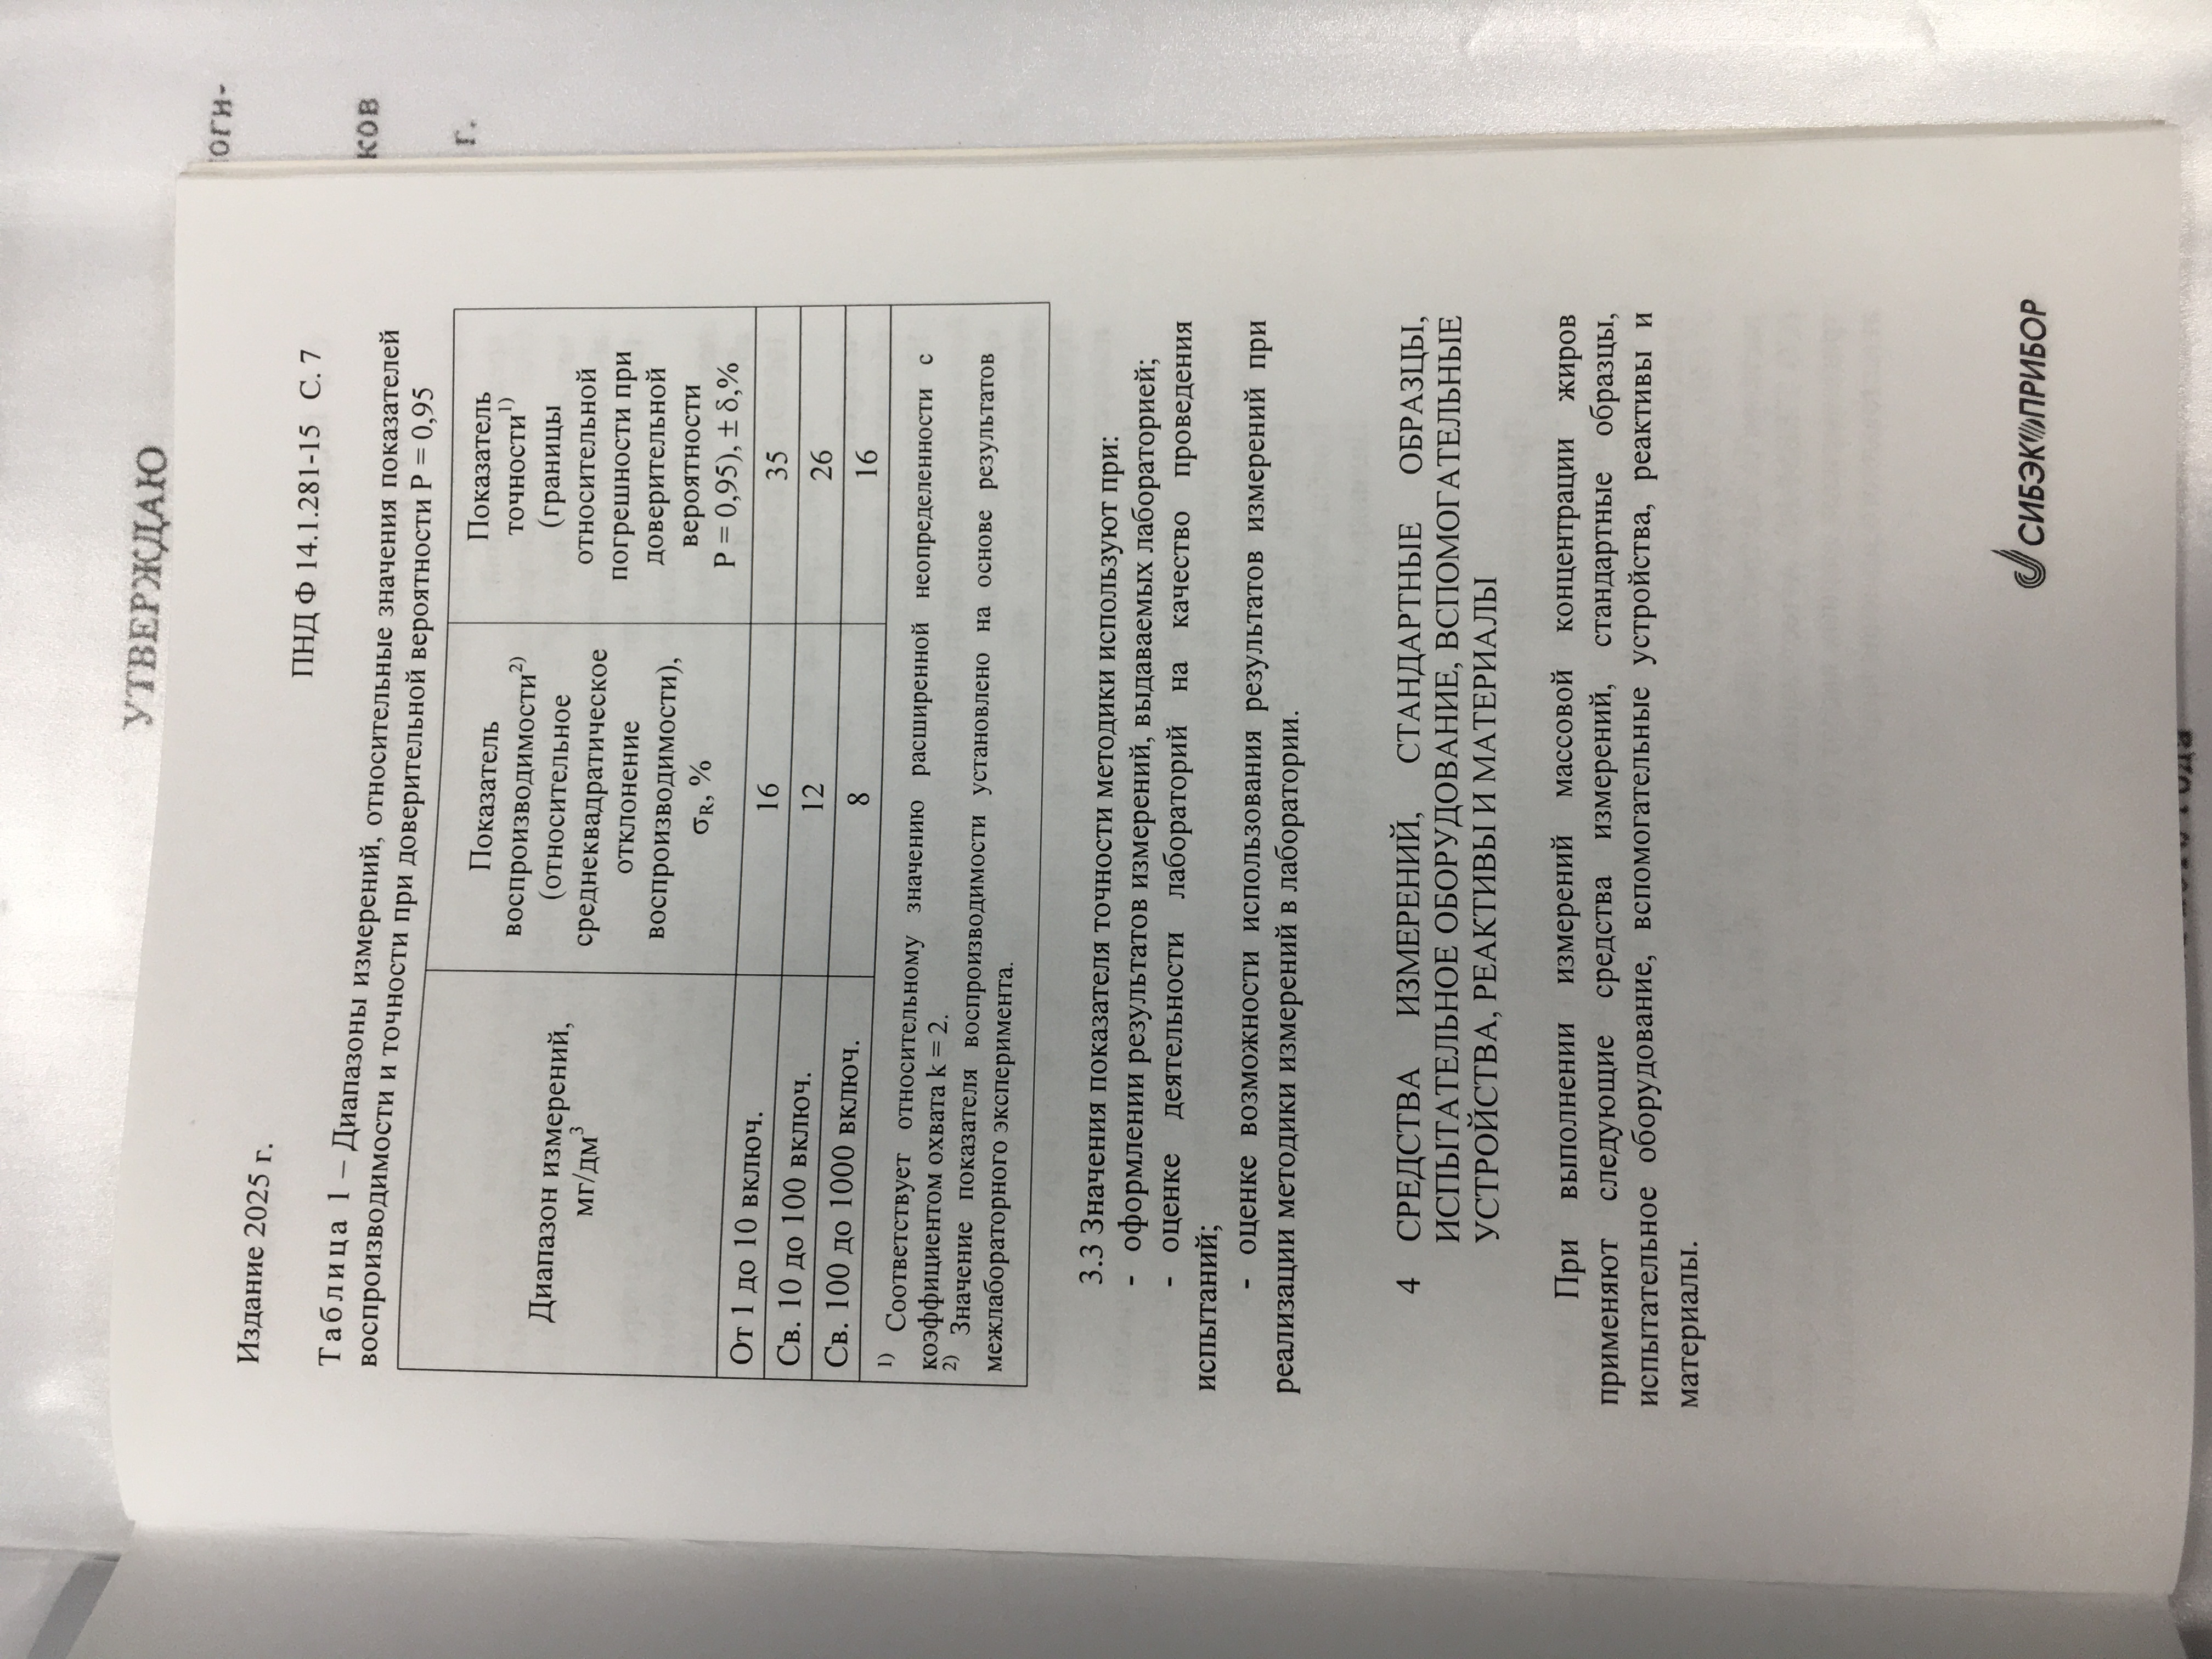 УТВЕРЖДАЮ
Издание 2025 г.
ПНД Ф 14.1.281-15 С. 7
Таблица 1 – Диапазоны измерений, относительные значения показателей
воспроизводимости и точности при доверительной вероятности P = 0,95
Диапазон измерений,
мг/дм³
Показатель
воспроизводимости²⁾
(относительное
среднеквадратическое
отклонение
воспроизводимости),
σR, %
Показатель
точности¹⁾
(границы
относительной
погрешности при
доверительной
вероятности
P = 0,95), ± δ,%
От 1 до 10 включ. 16 35
Св. 10 до 100 включ. 12 26
Св. 100 до 1000 включ. 8 16
¹⁾ Соответствует относительному значению расширенной неопределенности с
коэффициентом охвата k = 2.
²⁾ Значение показателя воспроизводимости установлено на основе результатов
межлабораторного эксперимента.
3.3 Значения показателя точности методики используют при:
- оформлении результатов измерений, выдаваемых лабораторией;
- оценке деятельности лабораторий на качество проведения
испытаний;
- оценке возможности использования результатов измерений при
реализации методики измерений в лаборатории.
4 СРЕДСТВА ИЗМЕРЕНИЙ, СТАНДАРТНЫЕ ОБРАЗЦЫ,
ИСПЫТАТЕЛЬНОЕ ОБОРУДОВАНИЕ, ВСПОМОГАТЕЛЬНЫЕ
УСТРОЙСТВА, РЕАКТИВЫ И МАТЕРИАЛЫ
При выполнении измерений массовой концентрации жиров
применяют следующие средства измерений, стандартные образцы,
испытательное оборудование, вспомогательные устройства, реактивы и
материалы.
СИБЭКОПРИБОР